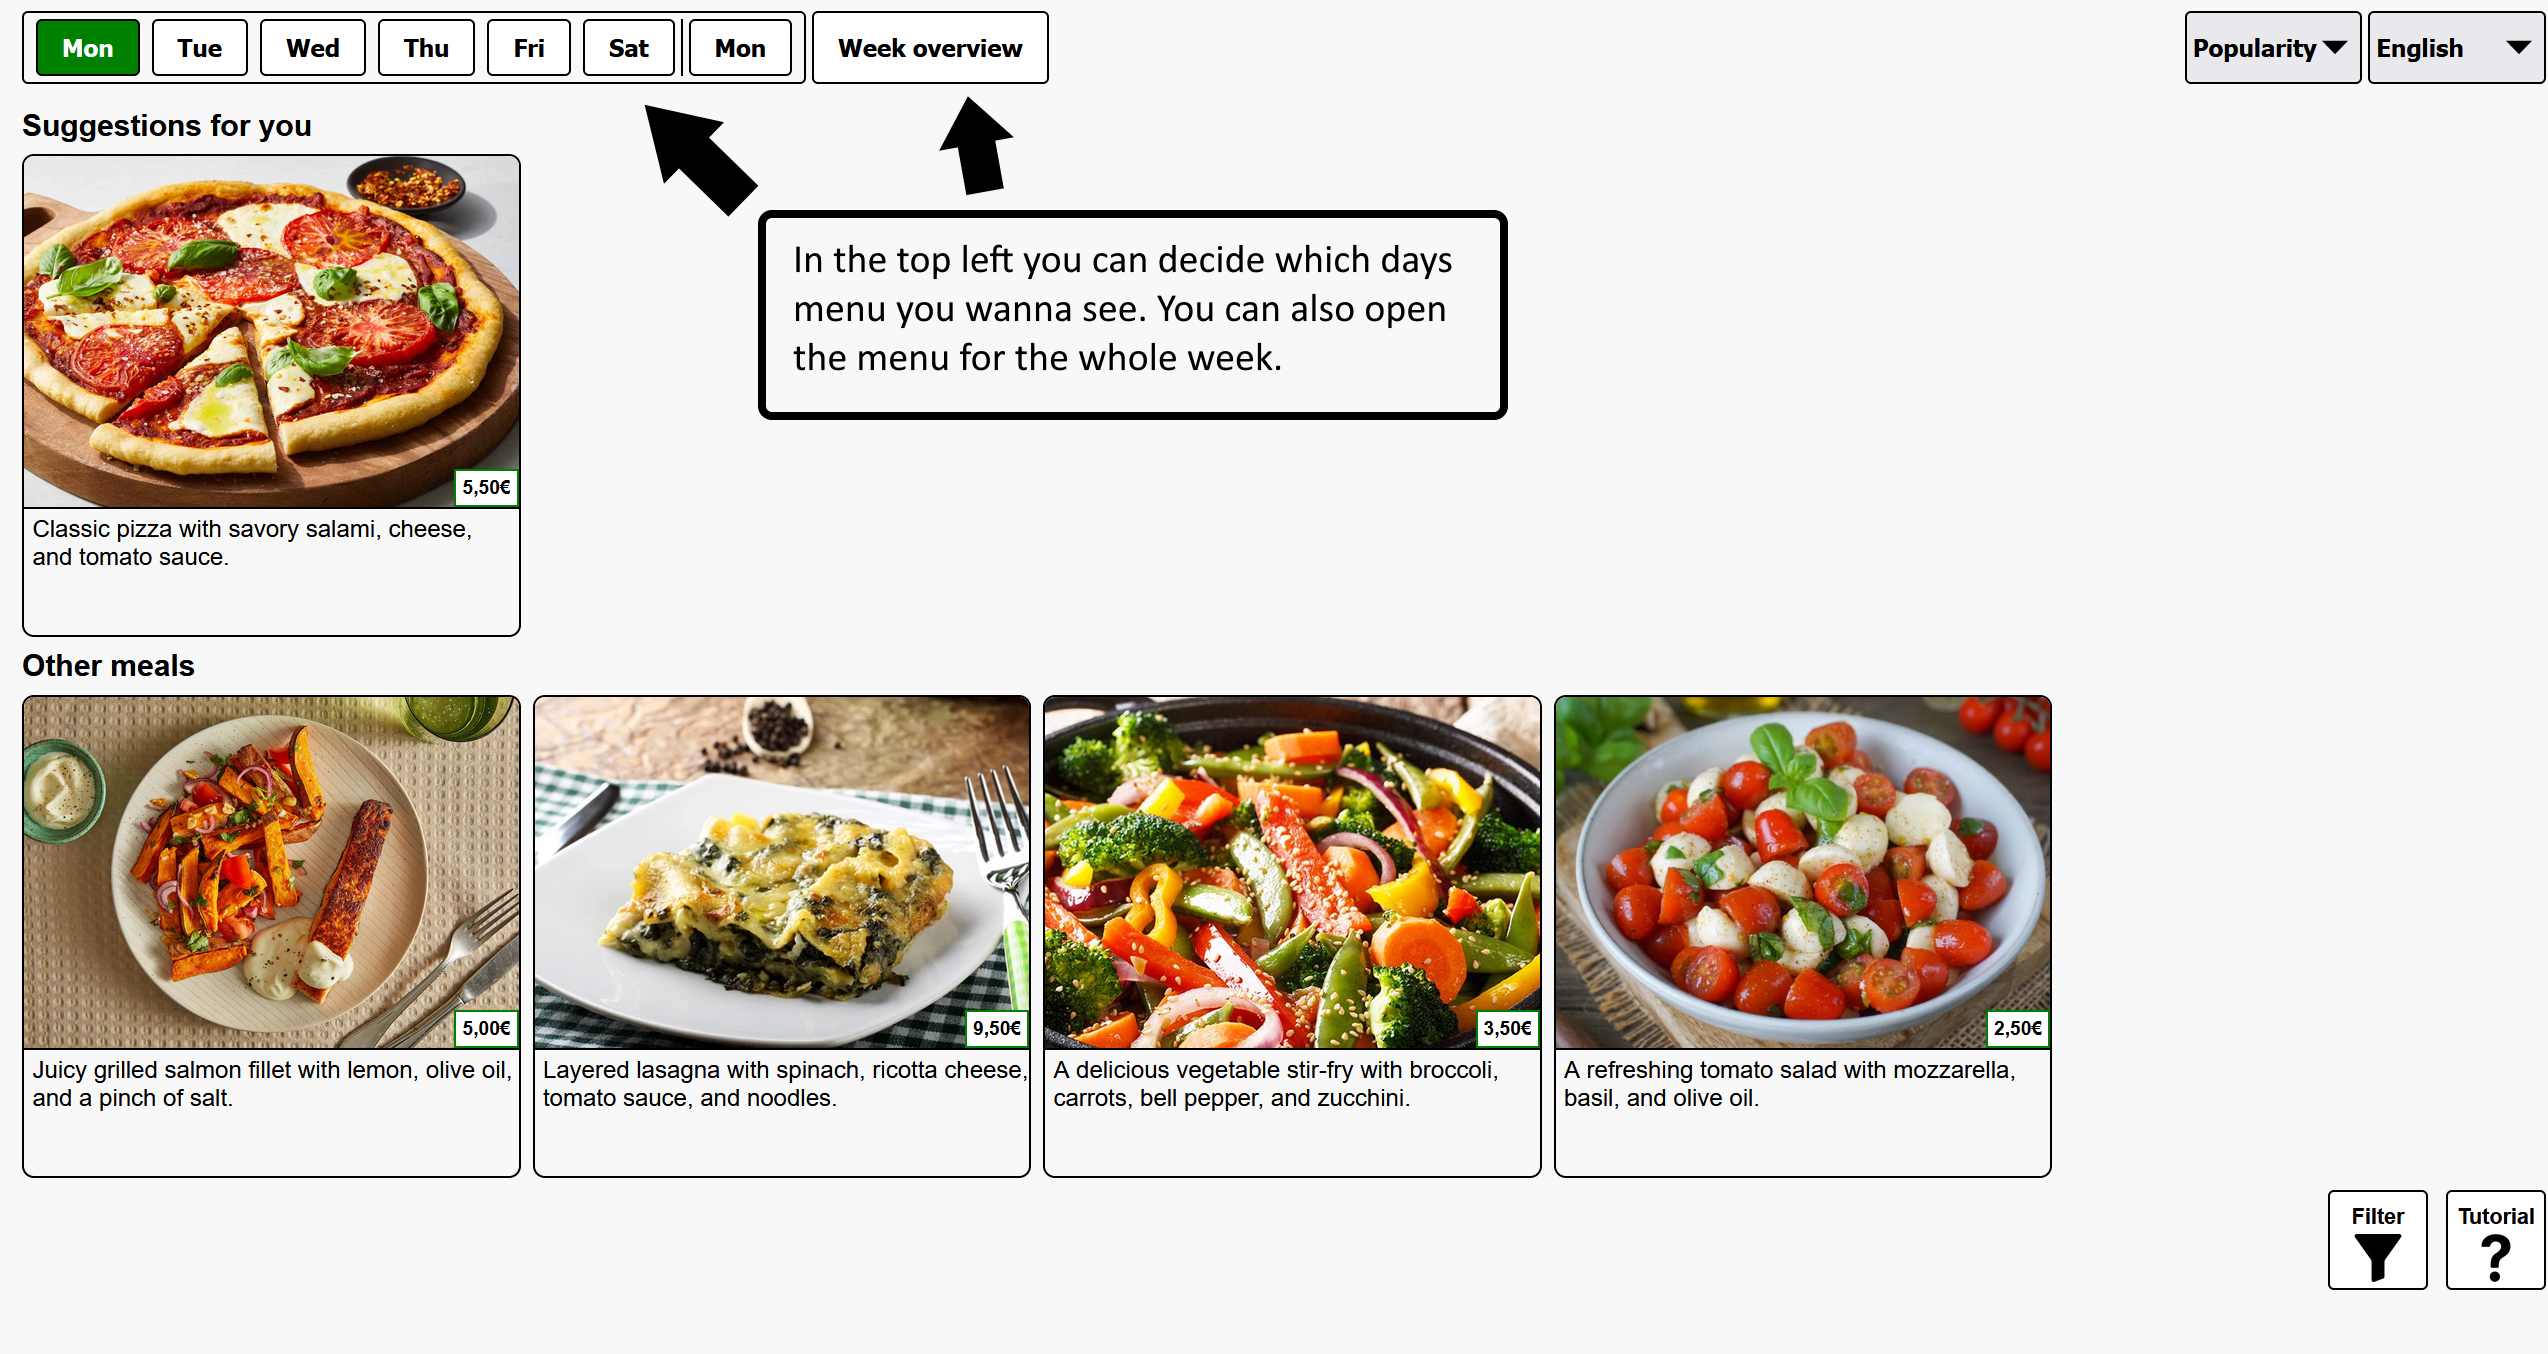 Mon Tue Wed Thu Fri Sat Mon Week overview Popularity English
Suggestions for you
In the top left you can decide which days
menu you wanna see. You can also open
the menu for the whole week.
5,50€
Classic pizza with savory salami, cheese,
and tomato sauce.
Other meals
5,00€
Juicy grilled salmon fillet with lemon, olive oil,
and a pinch of salt.
9,50€
Layered lasagna with spinach, ricotta cheese,
tomato sauce, and noodles.
3,50€
A delicious vegetable stir-fry with broccoli,
carrots, bell pepper, and zucchini.
2,50€
A refreshing tomato salad with mozzarella,
basil, and olive oil.
Filter
Tutorial
?